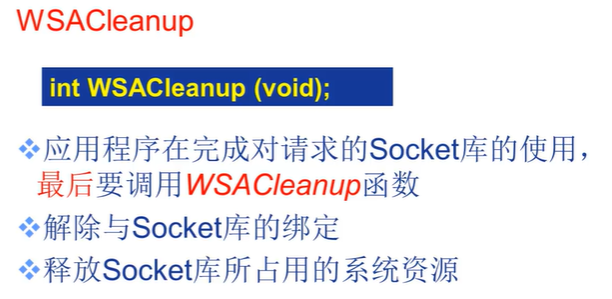 WSACleanup
int WSACleanup (void);
❖应用程序在完成对请求的Socket库的使用，
最后要调用WSACleanup函数
❖解除与Socket库的绑定
❖释放Socket库所占用的系统资源